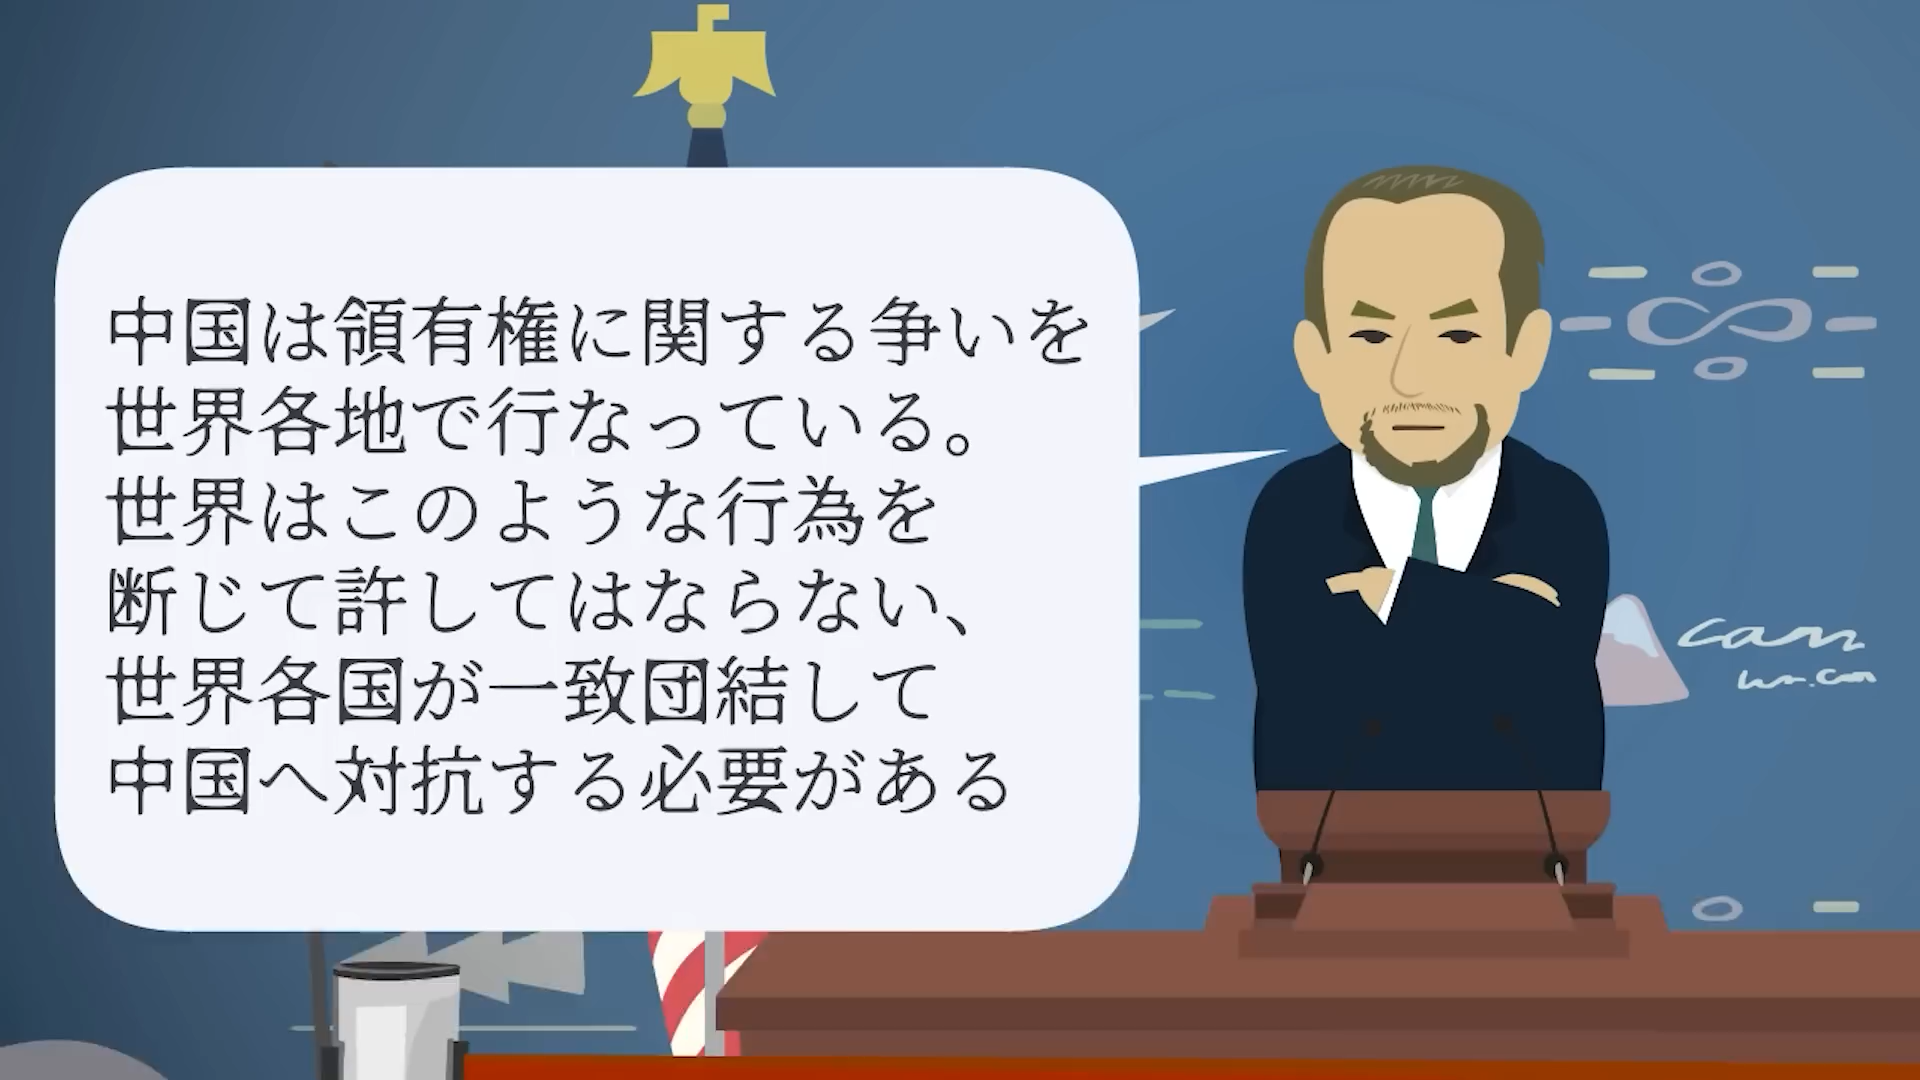 中国は領有権に関する争いを
世界各地で行なっている。
世界はこのような行為を
断じて許してはならない、
世界各国が一致団結して
中国へ対抗する必要がある
cam